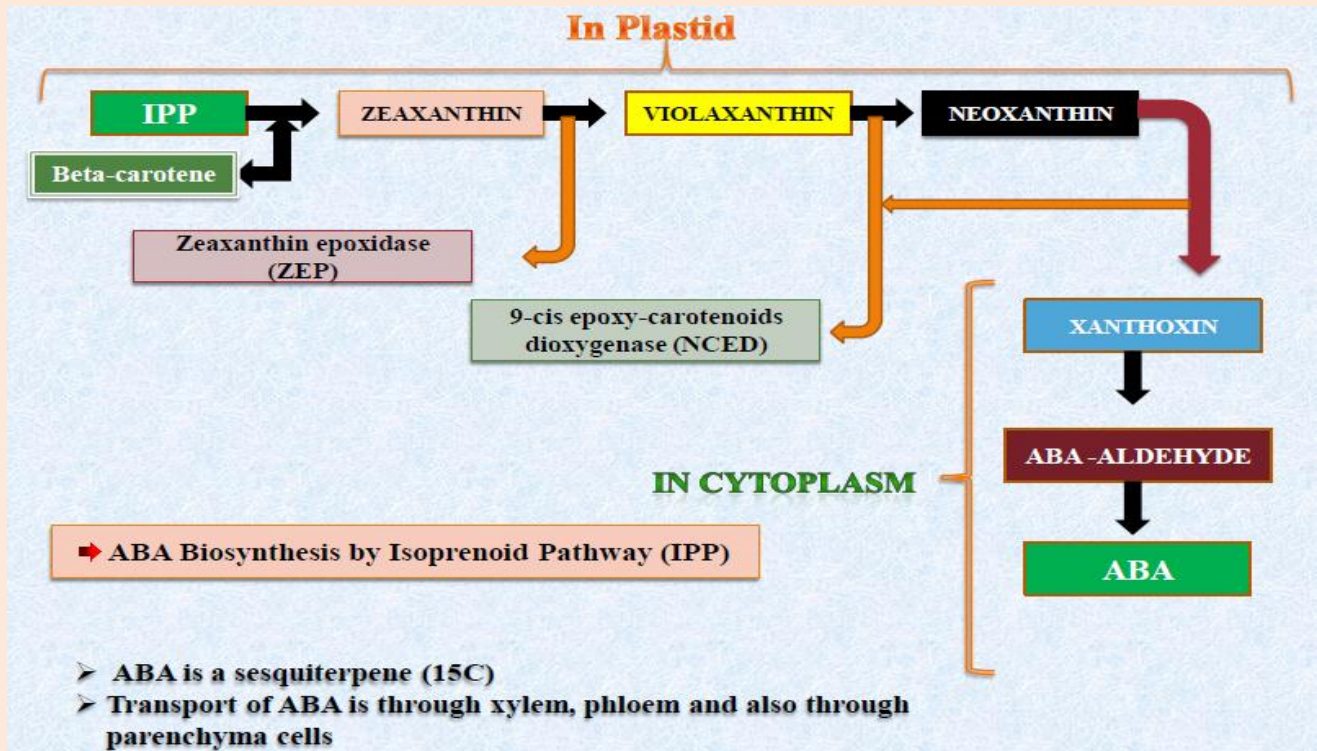 In Plastid
IPP
ZEAXANTHIN
VIOLAXANTHIN
NEOXANTHIN
Beta-carotene
Zeaxanthin epoxidase
(ZEP)
9-cis epoxy-carotenoids
dioxygenase (NCED)
XANTHOXIN
ABA -ALDEHYDE
IN CYTOPLASM
ABA Biosynthesis by Isoprenoid Pathway (IPP)
ABA
ABA is a sesquiterpene (15C)
Transport of ABA is through xylem, phloem and also through
parenchyma cells